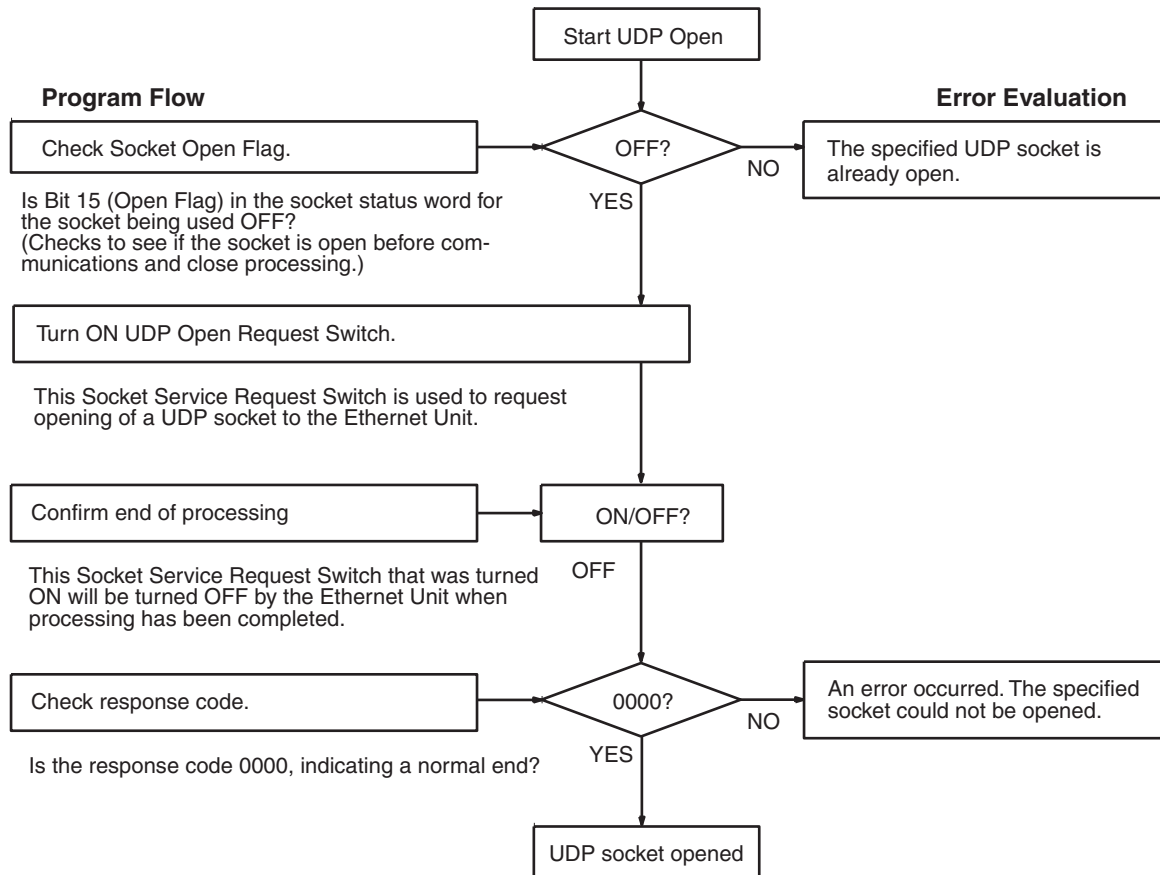 Start UDP Open
Program Flow
Error Evaluation
Check Socket Open Flag.
OFF?
NO
The specified UDP socket is
already open.
YES
Is Bit 15 (Open Flag) in the socket status word for
the socket being used OFF?
(Checks to see if the socket is open before com-
munications and close processing.)
Turn ON UDP Open Request Switch.
This Socket Service Request Switch is used to request
opening of a UDP socket to the Ethernet Unit.
Confirm end of processing
ON/OFF?
OFF
This Socket Service Request Switch that was turned
ON will be turned OFF by the Ethernet Unit when
processing has been completed.
Check response code.
0000?
NO
An error occurred. The specified
socket could not be opened.
YES
Is the response code 0000, indicating a normal end?
UDP socket opened